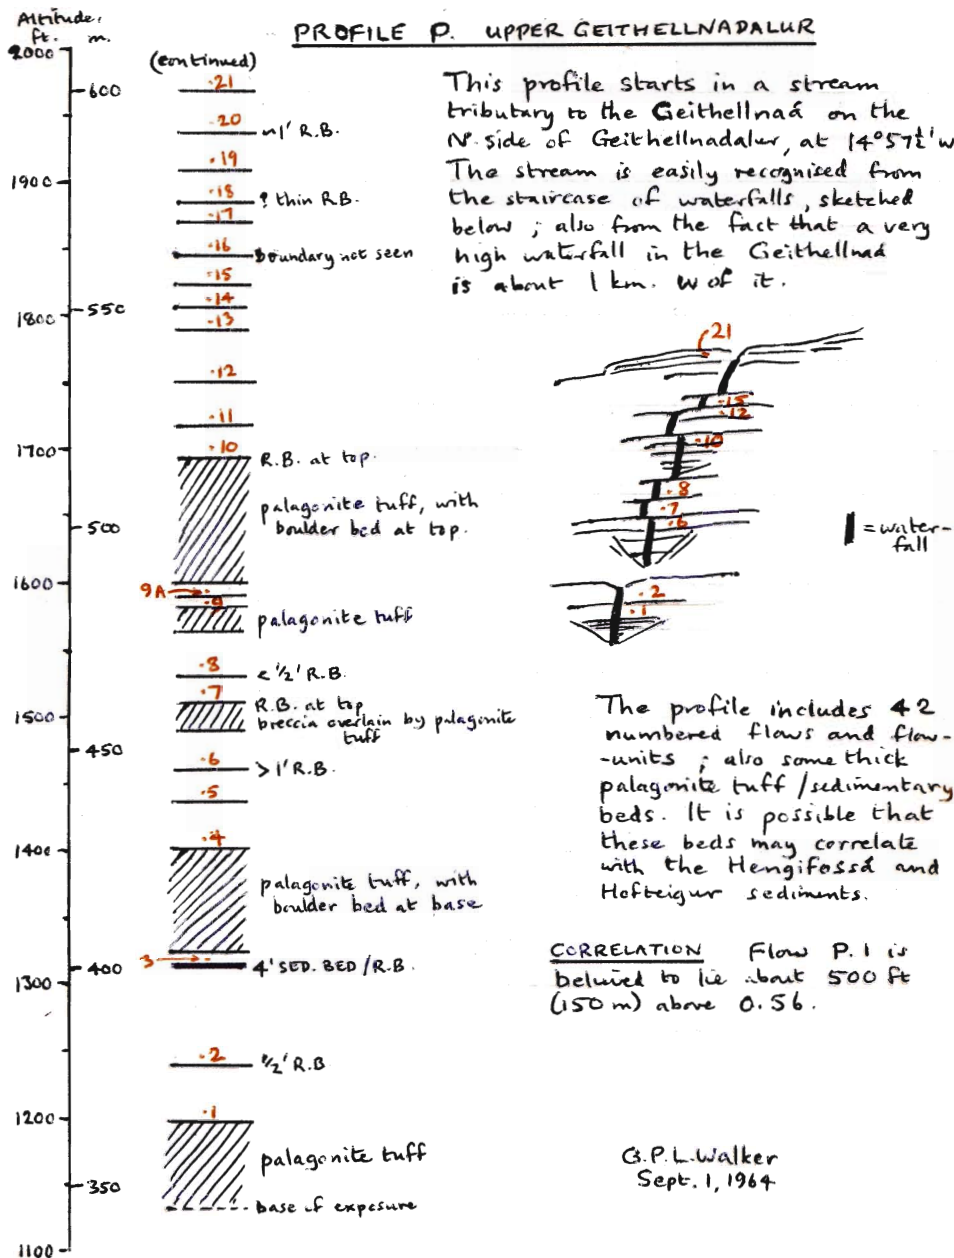 PROFILE P. UPPER GEITHELLNADALUR
Altitude,
ft. m.
2000
(continued)
600
·21
·20
~1' R.B.
·19
1900
·18
? thin R.B.
·17
·16
boundary not seen
·15
·14
550
1800
·13
·12
·11
1700
·10
R.B. at top.
palagonite tuff, with
boulder bed at top.
500
1600
9A
·9
palagonite tuff
·8
< 1/2' R.B.
·7
R.B. at top
breccia overlain by palagonite
tuff
1500
450
·6
> 1' R.B.
·5
1400
·4
palagonite tuff, with
boulder bed at base
3
400
4' SED. BED / R.B.
1300
·2
1/2' R.B
1200
·1
palagonite tuff
350
base of exposure
1100
This profile starts in a stream
tributary to the Geithellnaá on the
N. side of Geithellnadalur, at 14°57½'W
The stream is easily recognised from
the staircase of waterfalls, sketched
below ; also from the fact that a very
high waterfall in the Geithellnaá
is about 1 km. W of it.
21
·15
·12
·10
·8
·7
·6
= water-
fall
·2
·1
The profile includes 42
numbered flows and flow-
-units ; also some thick
palagonite tuff / sedimentary
beds. It is possible that
these beds may correlate
with the Hengifossá and
Hofteigur sediments.
CORRELATION Flow P.1 is
believed to lie about 500 ft
(150 m) above O.56.
G.P.L. Walker
Sept. 1, 1964